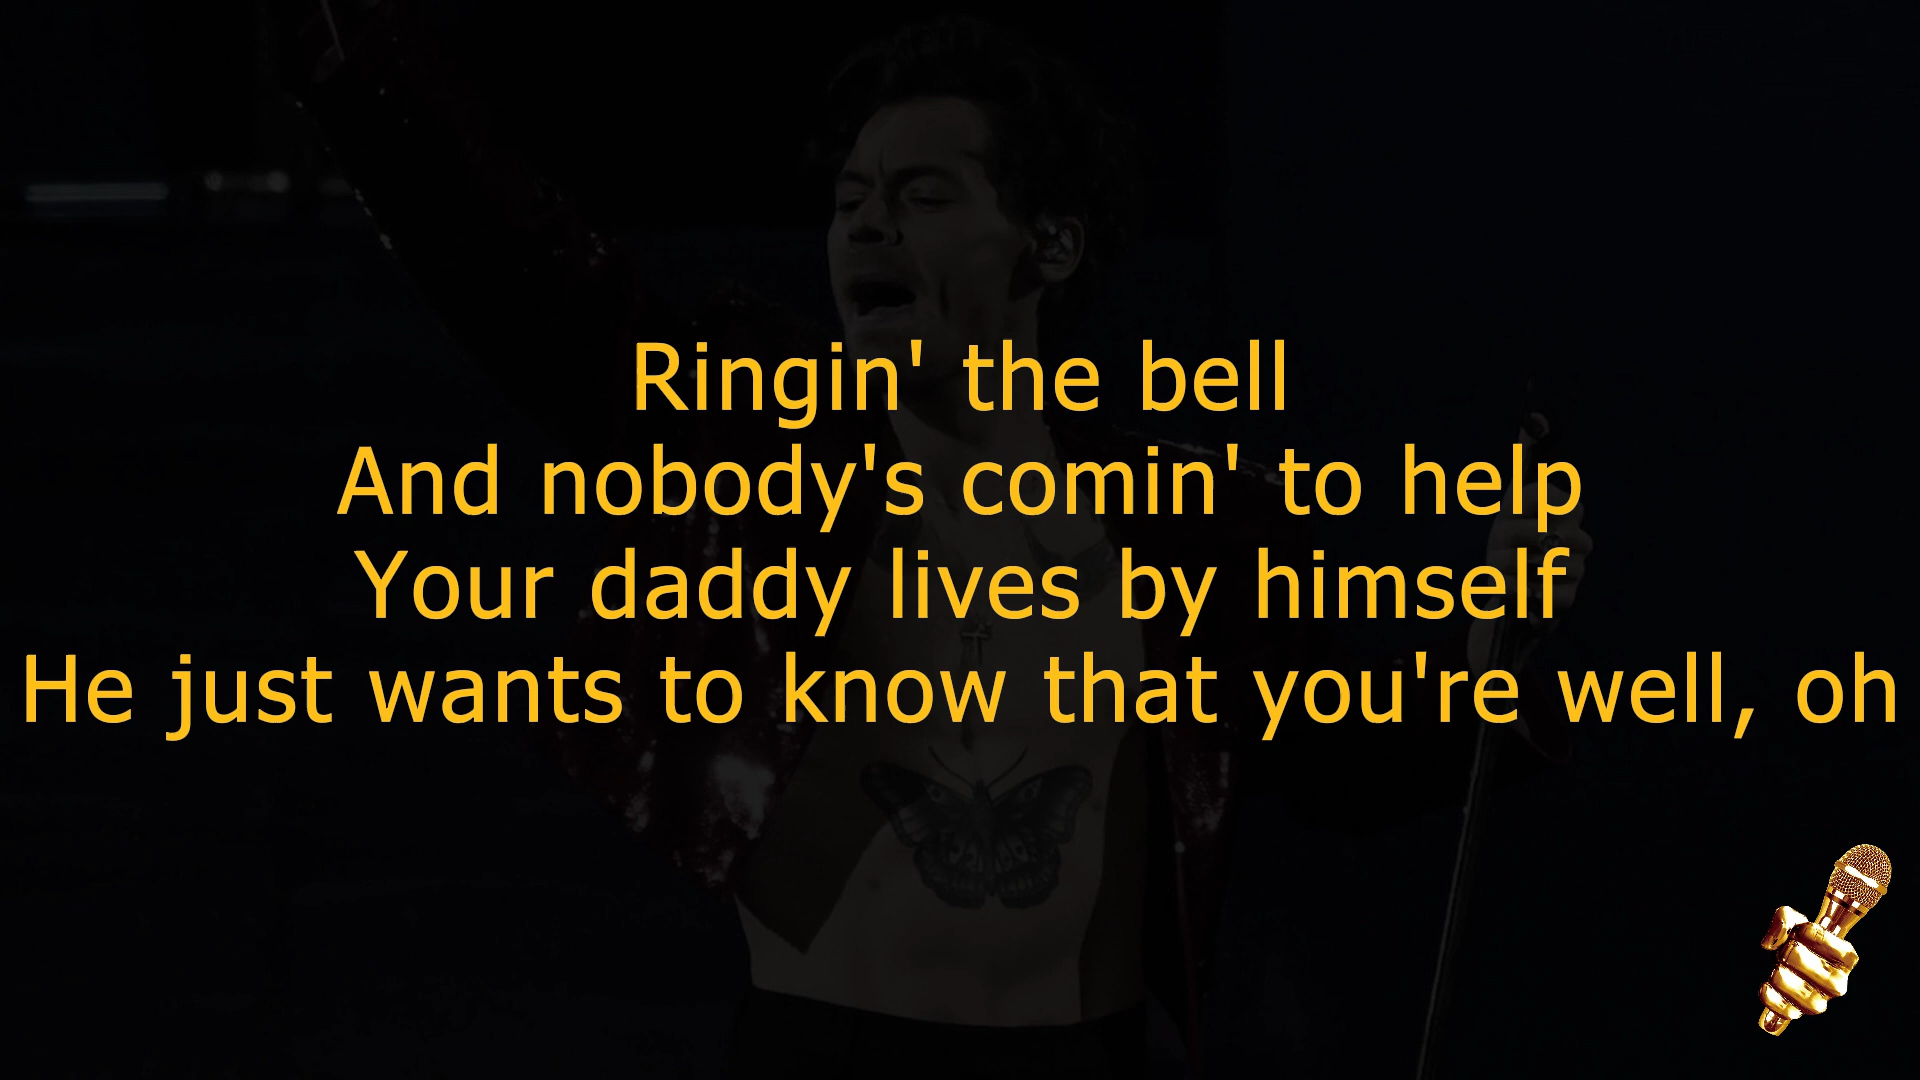 Ringin' the bell
And nobody's comin' to help
Your daddy lives by himself
He just wants to know that you're well, oh